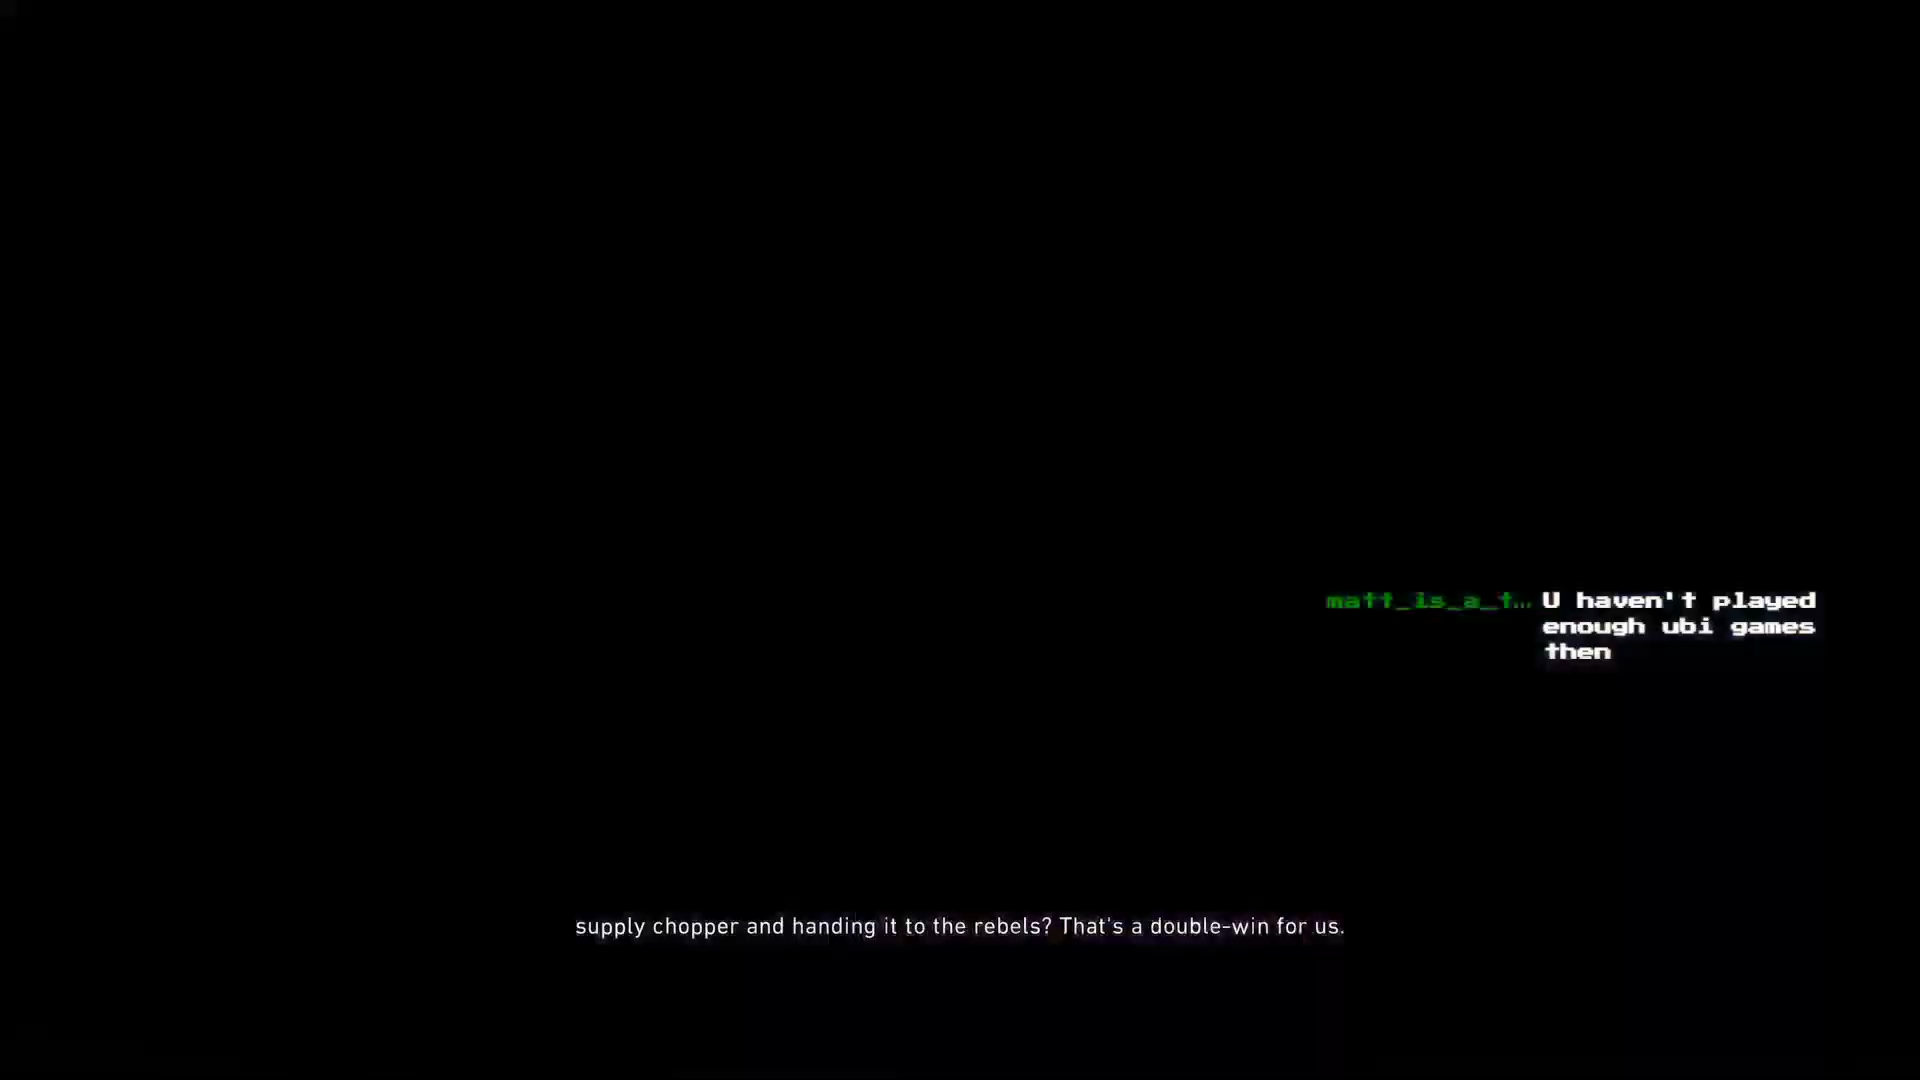 matt_is_a_t... U haven't played
enough ubi games
then
supply chopper and handing it to the rebels? That's a double-win for us.